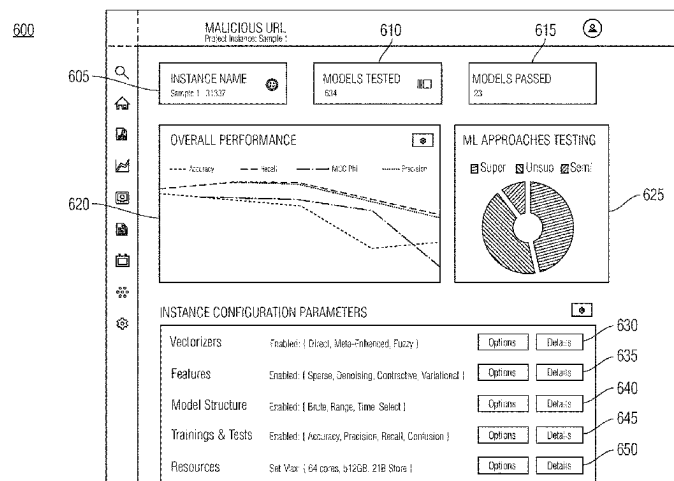 600
MALICIOUS URL
Project Instance: Sample 1
610
615
605
INSTANCE NAME
Sample 1 31337
MODELS TESTED
634
MODELS PASSED
23
OVERALL PERFORMANCE
Accuracy
Recall
MCC Phi
Precision
620
ML APPROACHES TESTING
Super Unsup Semi
625
INSTANCE CONFIGURATION PARAMETERS
Vectorizers Enabled: { Direct, Meta-Enhanced, Fuzzy } Options Details 630
Features Enabled: { Sparse, Denoising, Contractive, Variational } Options Details 635
Model Structure Enabled: { Brute, Range, Time Select } Options Details 640
Trainings & Tests Enabled: { Accuracy, Precision, Recall, Confusion } Options Details 645
Resources Set Max: { 64 cores, 512GB, 2TB Store } Options Details 650